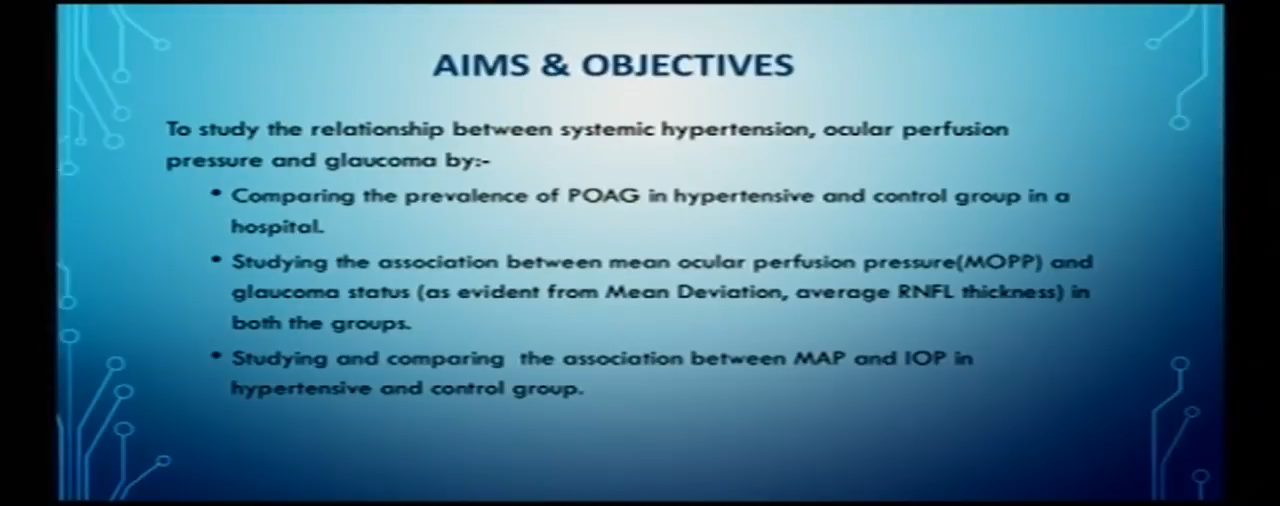 AIMS & OBJECTIVES
To study the relationship between systemic hypertension, ocular perfusion
pressure and glaucoma by:-
• Comparing the prevalence of POAG in hypertensive and control group in a
hospital.
• Studying the association between mean ocular perfusion pressure(MOPP) and
glaucoma status (as evident from Mean Deviation, average RNFL thickness) in
both the groups.
• Studying and comparing the association between MAP and IOP in
hypertensive and control group.